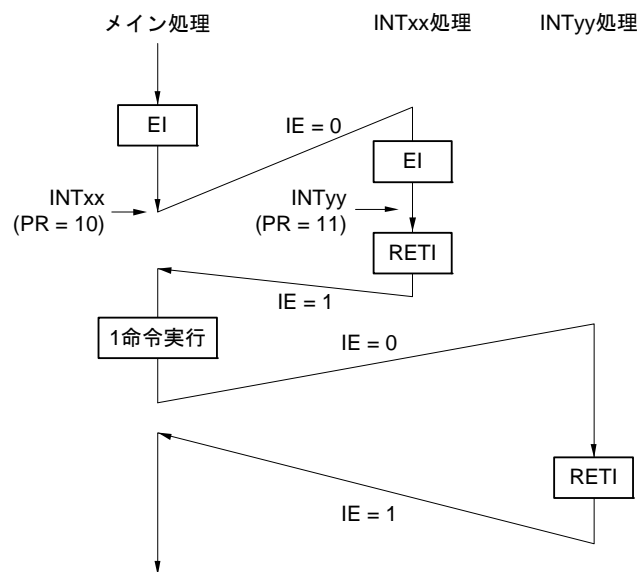 メイン処理
INTxx処理
INTyy処理
EI
IE = 0
EI
INTxx
(PR = 10)
INTyy
(PR = 11)
RETI
IE = 1
1命令実行
IE = 0
RETI
IE = 1